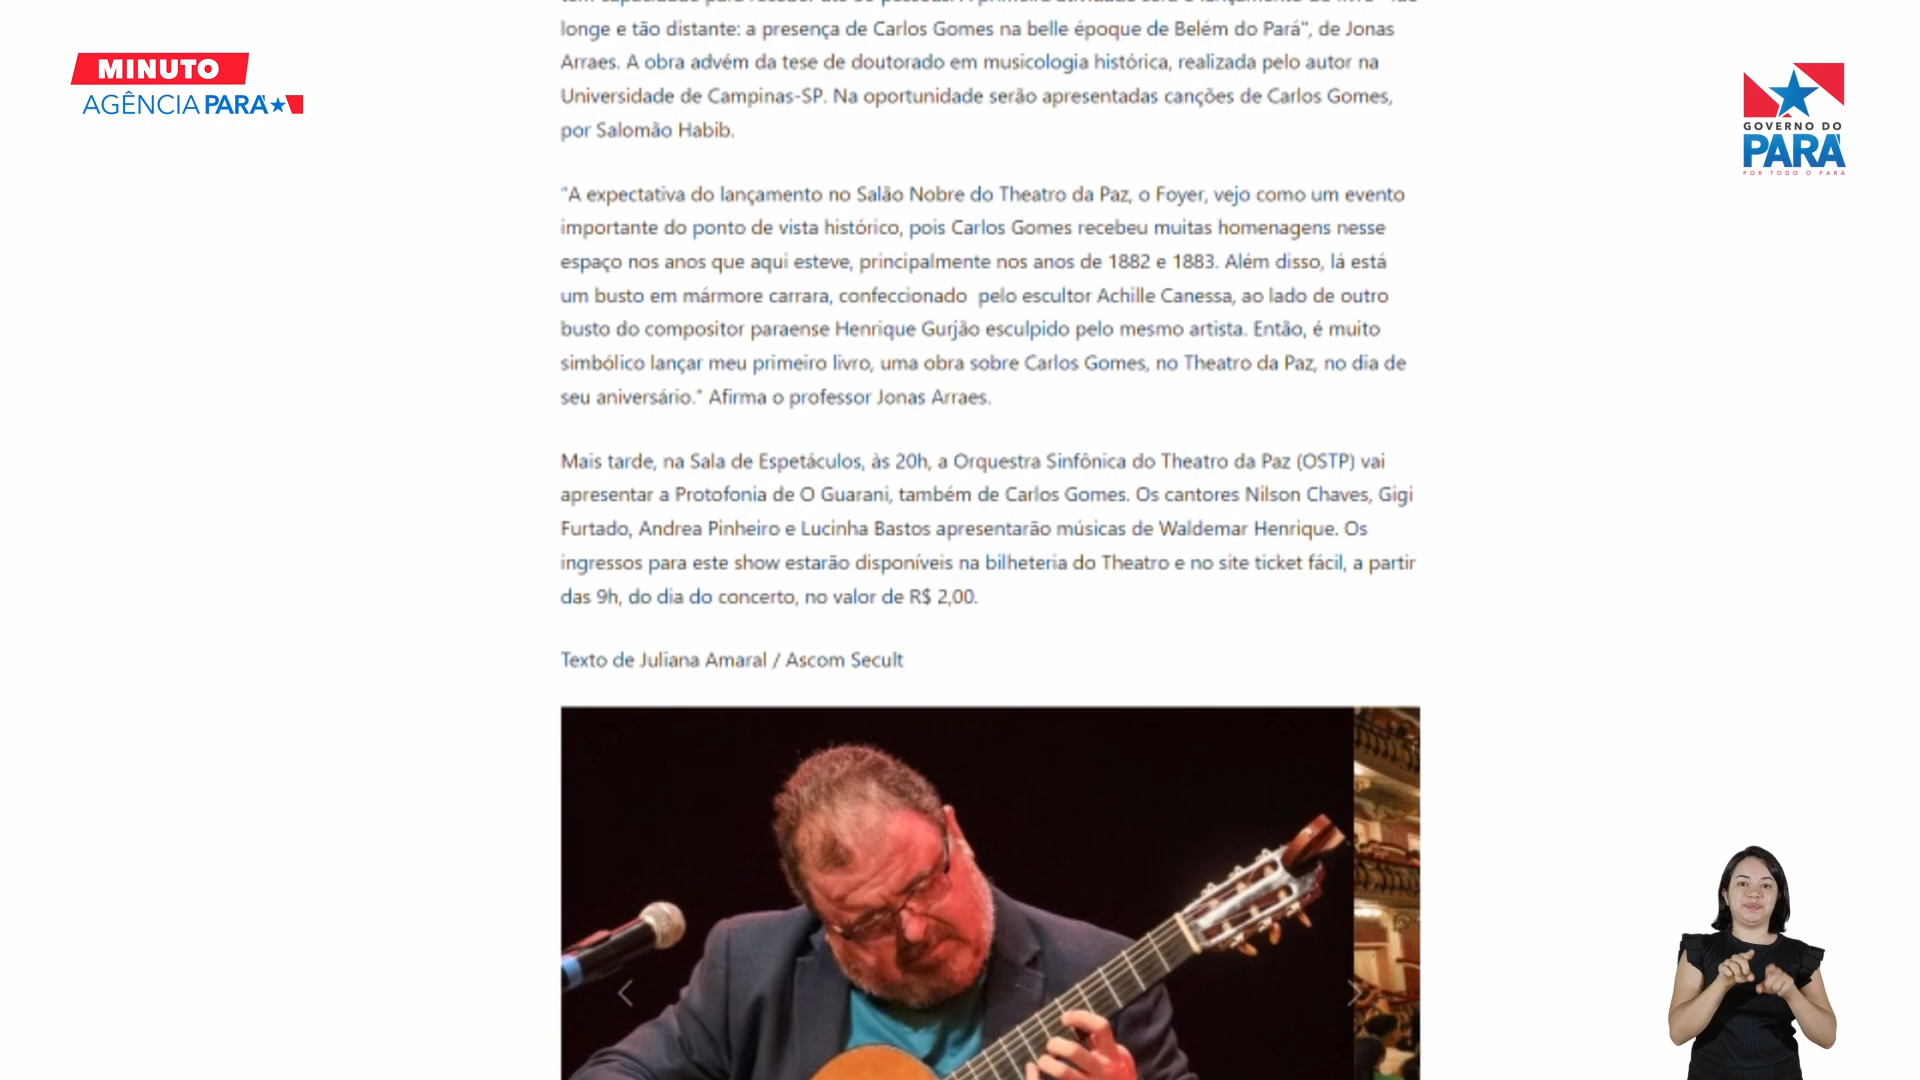 longe e tão distante: a presença de Carlos Gomes na belle époque de Belém do Pará", de Jonas
Arraes. A obra advém da tese de doutorado em musicologia histórica, realizada pelo autor na
Universidade de Campinas-SP. Na oportunidade serão apresentadas canções de Carlos Gomes,
por Salomão Habib.
"A expectativa do lançamento no Salão Nobre do Theatro da Paz, o Foyer, vejo como um evento
importante do ponto de vista histórico, pois Carlos Gomes recebeu muitas homenagens nesse
espaço nos anos que aqui esteve, principalmente nos anos de 1882 e 1883. Além disso, lá está
um busto em mármore carrara, confeccionado  pelo escultor Achille Canessa, ao lado de outro
busto do compositor paraense Henrique Gurjão esculpido pelo mesmo artista. Então, é muito
simbólico lançar meu primeiro livro, uma obra sobre Carlos Gomes, no Theatro da Paz, no dia de
seu aniversário." Afirma o professor Jonas Arraes.
Mais tarde, na Sala de Espetáculos, às 20h, a Orquestra Sinfônica do Theatro da Paz (OSTP) vai
apresentar a Protofonia de O Guarani, também de Carlos Gomes. Os cantores Nilson Chaves, Gigi
Furtado, Andrea Pinheiro e Lucinha Bastos apresentarão músicas de Waldemar Henrique. Os
ingressos para este show estarão disponíveis na bilheteria do Theatro e no site ticket fácil, a partir
das 9h, do dia do concerto, no valor de R$ 2,00.
Texto de Juliana Amaral / Ascom Secult
MINUTO
AGÊNCIA PARÁ
GOVERNO DO
PARÁ
POR TODO O PARÁ